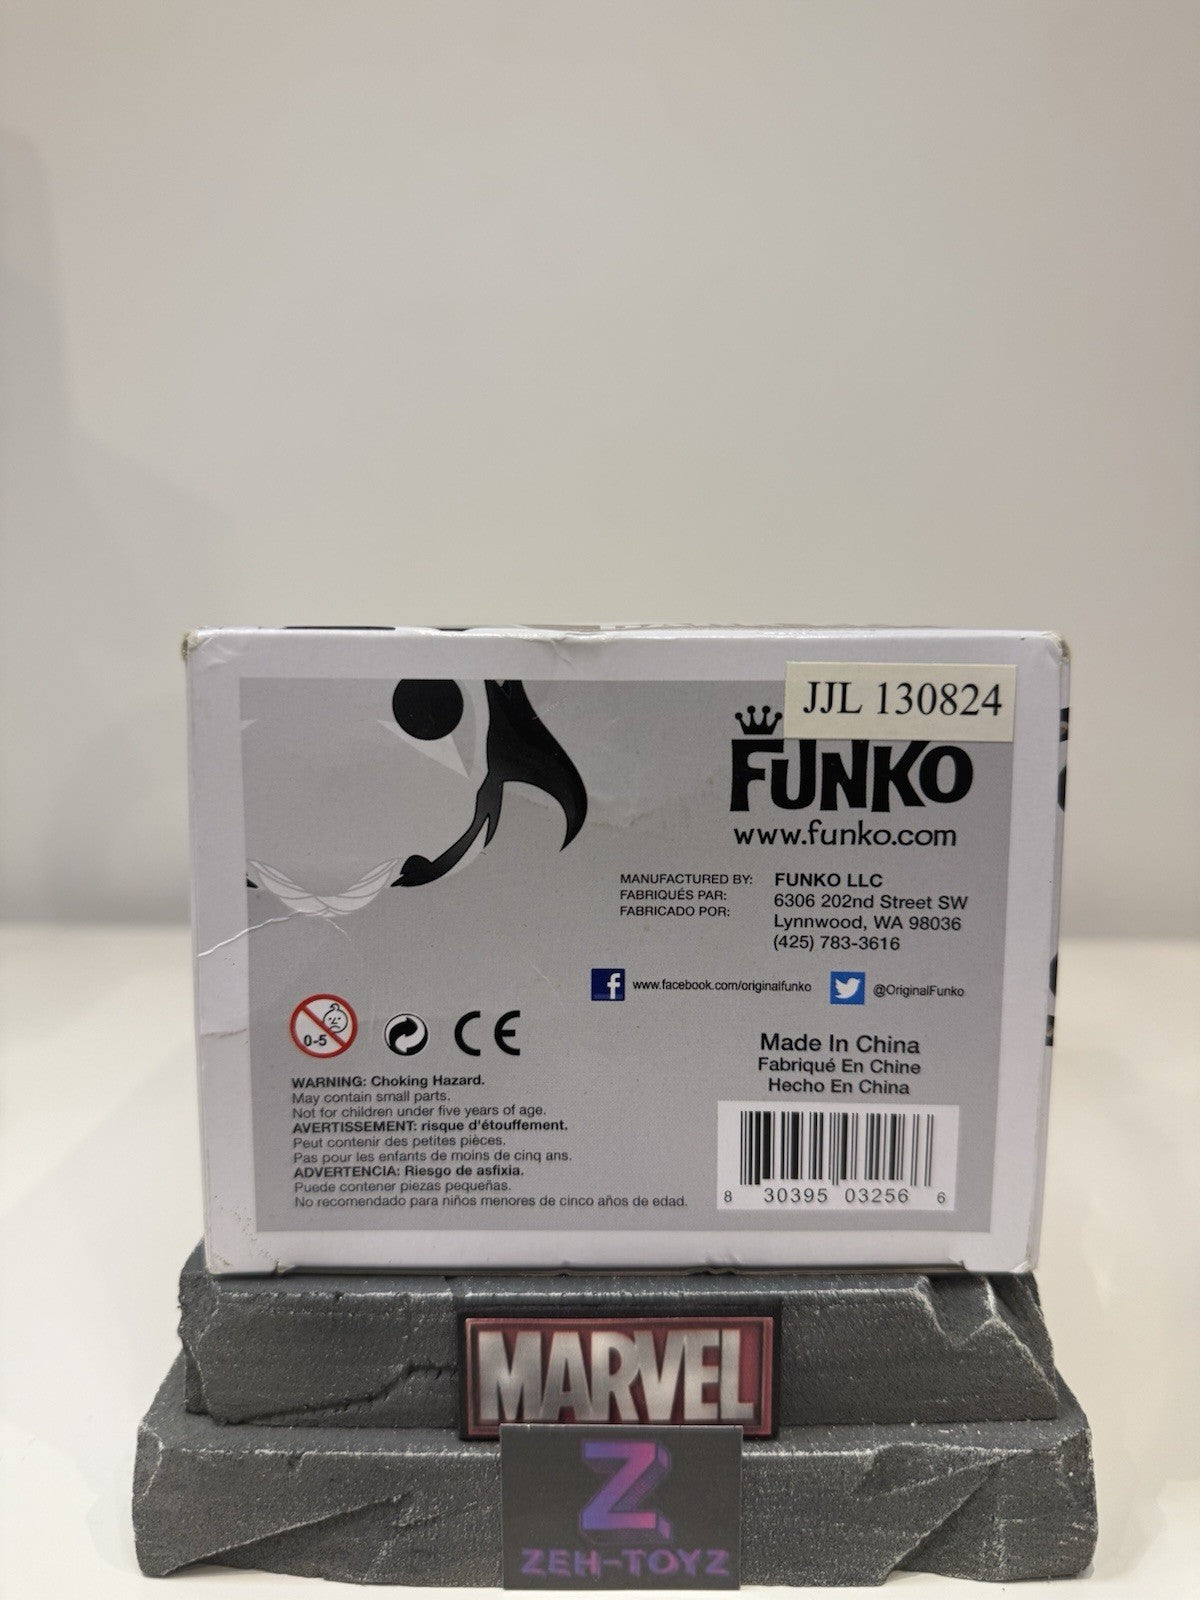 JJL 130824
FUNKO
www.funko.com
MANUFACTURED BY:
FABRIQUÉS PAR:
FABRICADO POR:
FUNKO LLC
6306 202nd Street SW
Lynnwood, WA 98036
(425) 783-3616
www.facebook.com/originalfunko
@OriginalFunko
0-5
CE
Made In China
Fabriqué En Chine
Hecho En China
WARNING: Choking Hazard.
May contain small parts.
Not for children under five years of age.
AVERTISSEMENT: risque d'étouffement.
Peut contenir des petites pièces.
Pas pour les enfants de moins de cinq ans.
ADVERTENCIA: Riesgo de asfixia.
Puede contener piezas pequeñas.
No recomendado para niños menores de cinco años de edad.
8 30395 03256 6
MARVEL
Z
ZEH-TOYZ